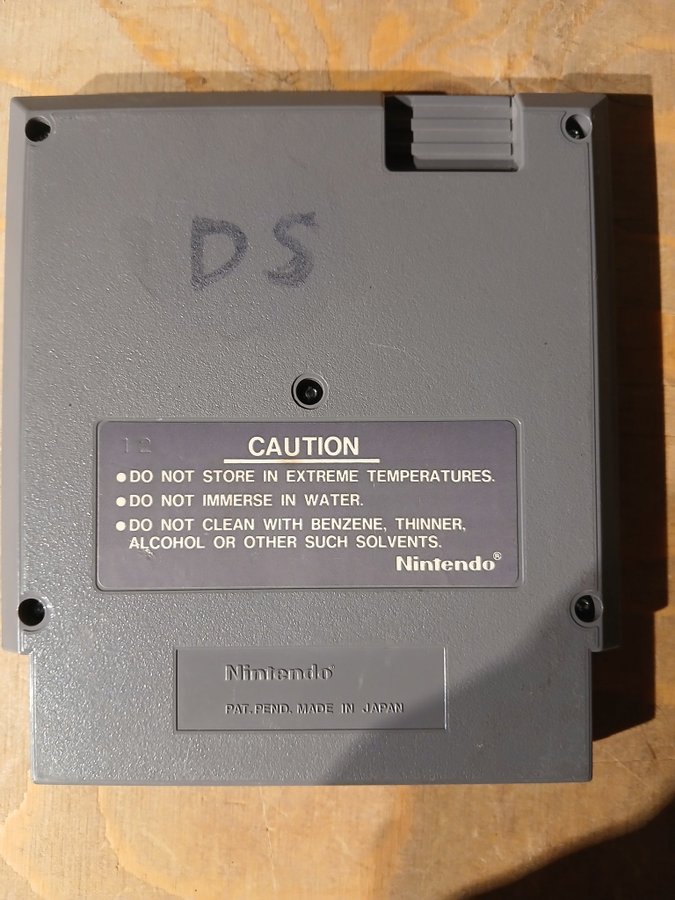 DS
12
CAUTION
●DO NOT STORE IN EXTREME TEMPERATURES.
●DO NOT IMMERSE IN WATER.
●DO NOT CLEAN WITH BENZENE, THINNER,
ALCOHOL OR OTHER SUCH SOLVENTS.
Nintendo®
Nintendo®
PAT. PEND. MADE IN JAPAN